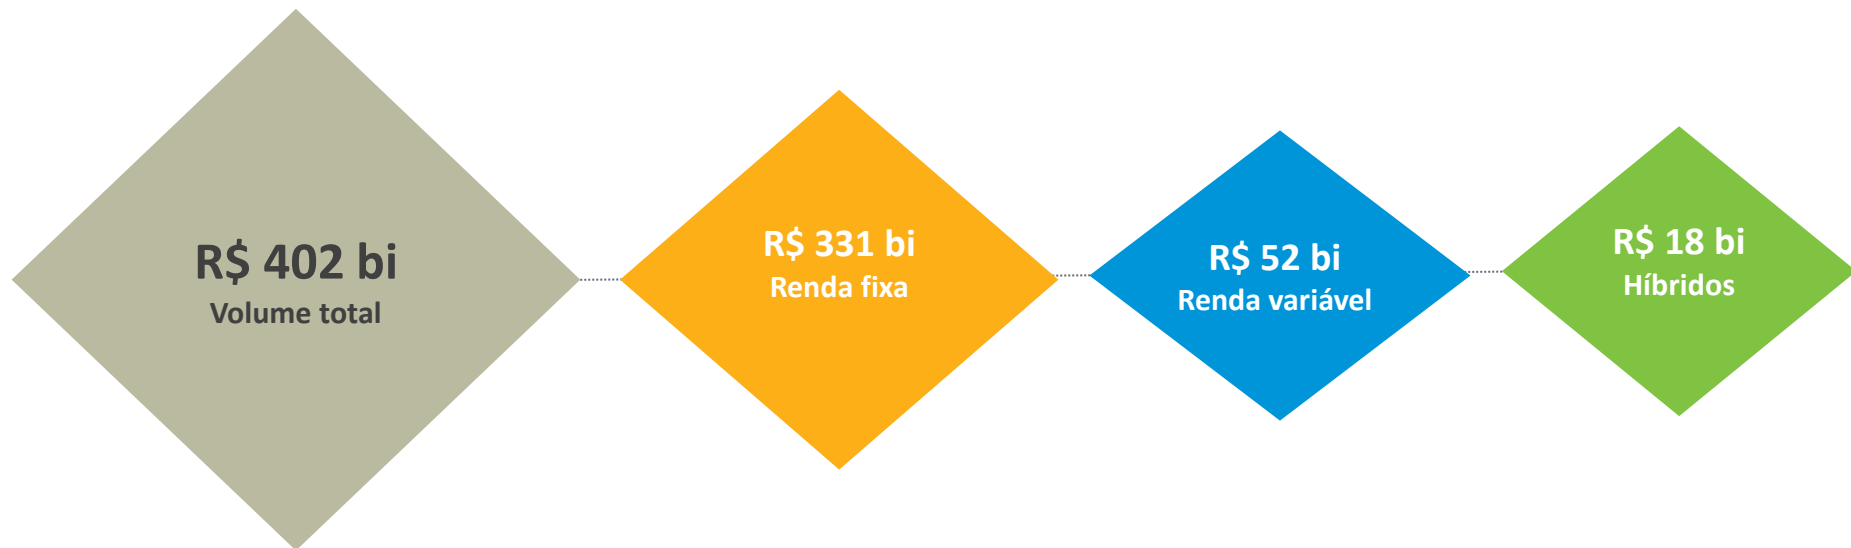 R$ 402 bi
Volume total
R$ 331 bi
Renda fixa
R$ 52 bi
Renda variável
R$ 18 bi
Híbridos